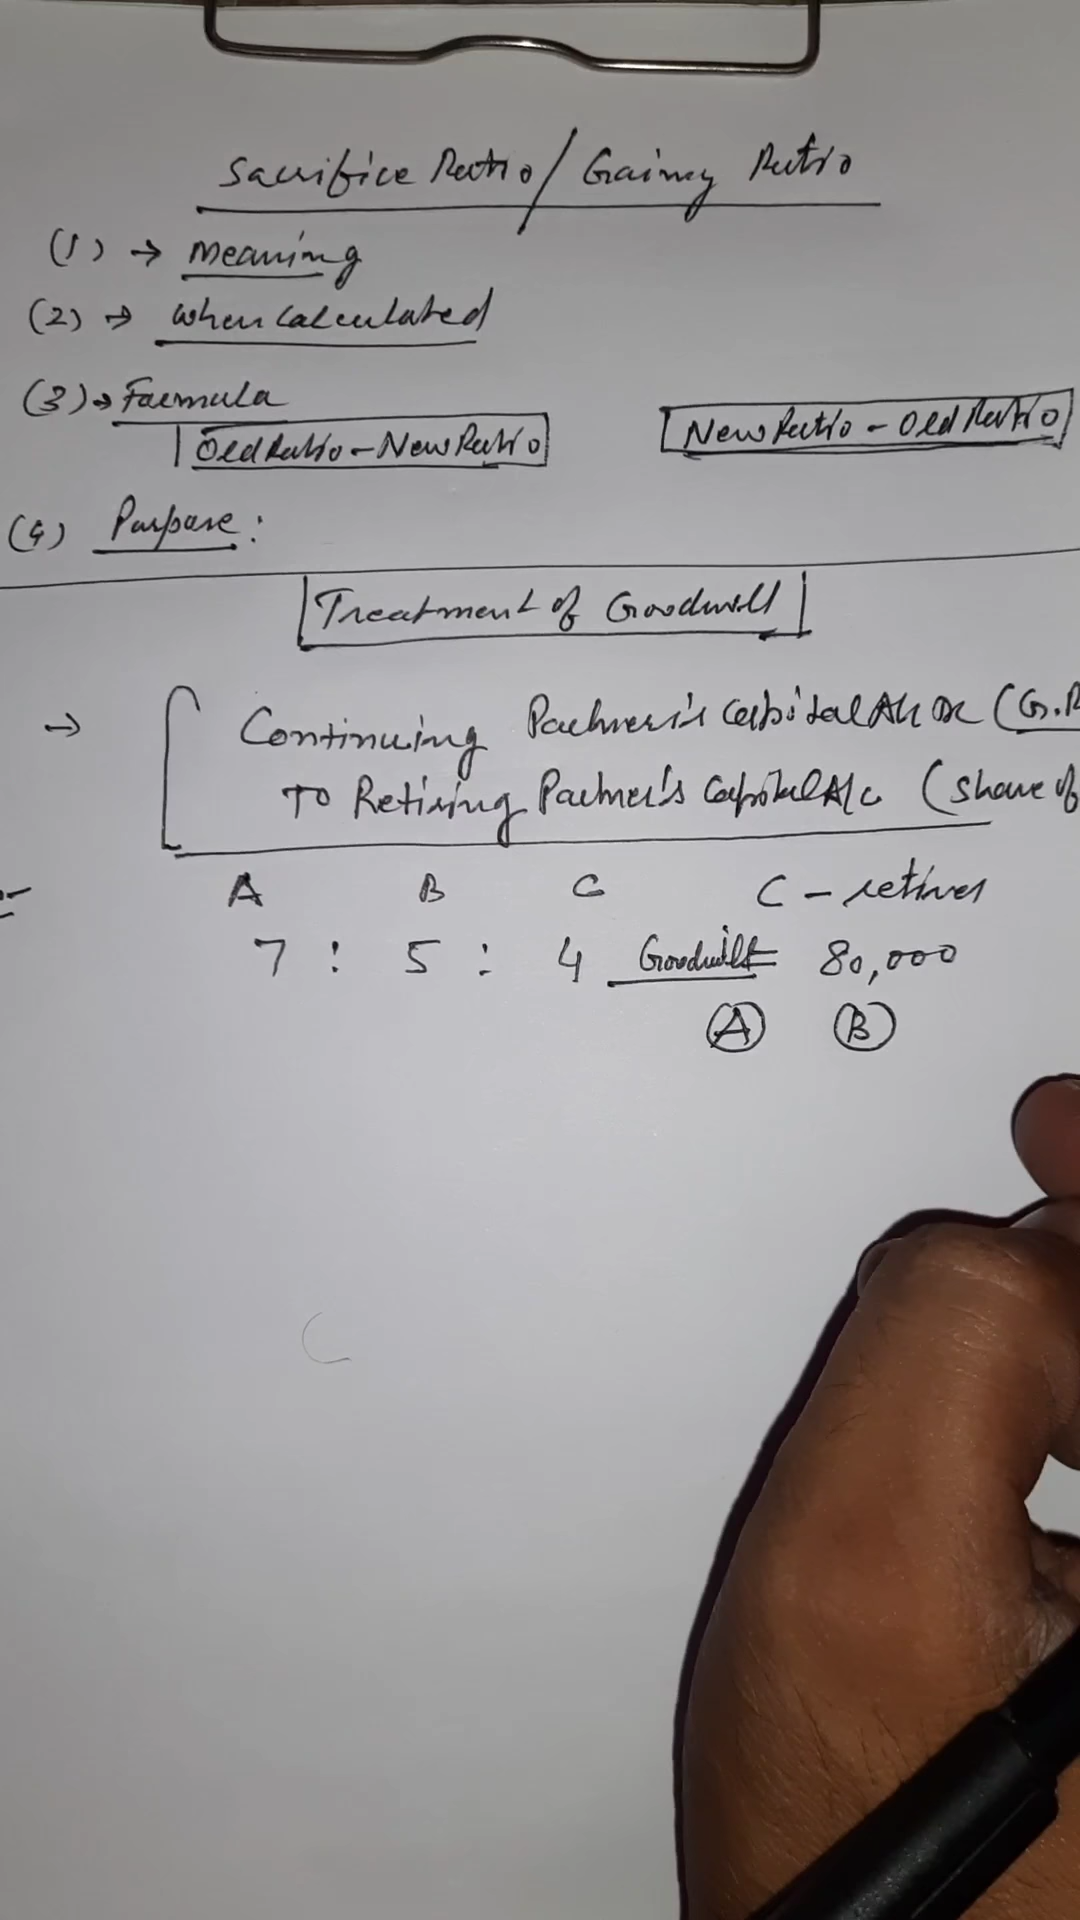 Sacrifice Ratio / Gaining Ratio
(1) → Meaning
(2) → When Calculated
(3) → Formula
Old Ratio - New Ratio New Ratio - Old Ratio
(4) Purpose :
Treatment of Goodwill
→ Continuing Partner's Capital A/c Dr (G.R
To Retiring Partner's Capital A/c (Share of
A B C C - retires
7 : 5 : 4 Goodwill = 80,000
A B